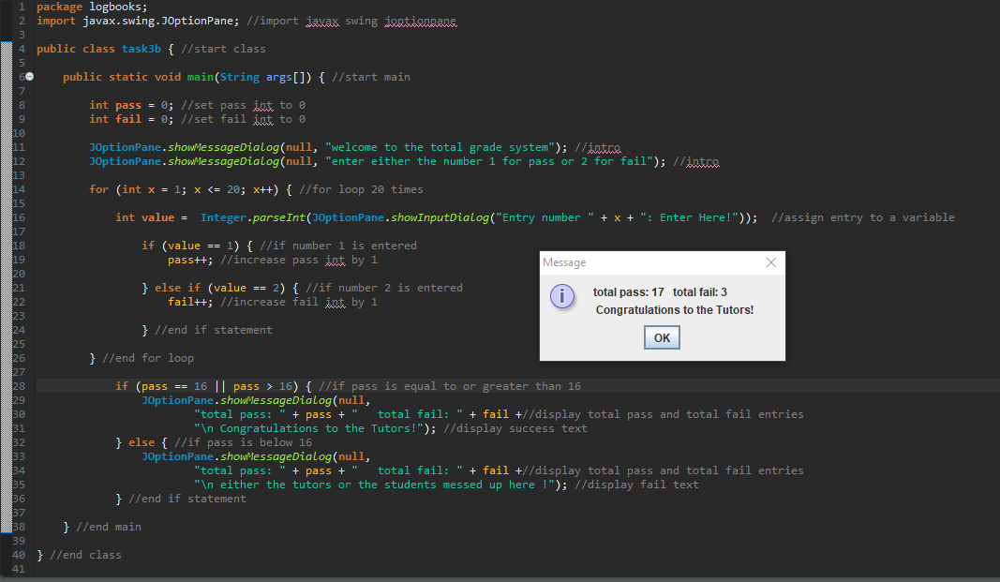 1 package logbooks;
2 import javax.swing.JOptionPane; //import javax swing joptionpane
3
4 public class task3b { //start class
5
6 public static void main(String args[]) { //start main
7
8 int pass = 0; //set pass int to 0
9 int fail = 0; //set fail int to 0
10
11 JOptionPane.showMessageDialog(null, "welcome to the total grade system"); //intro
12 JOptionPane.showMessageDialog(null, "enter either the number 1 for pass or 2 for fail"); //intro
13
14 for (int x = 1; x <= 20; x++) { //for loop 20 times
15
16 int value =  Integer.parseInt(JOptionPane.showInputDialog("Entry number " + x + ": Enter Here!"));  //assign entry to a variable
17
18 if (value == 1) { //if number 1 is entered
19 pass++; //increase pass int by 1
20
21 } else if (value == 2) { //if number 2 is entered
22 fail++; //increase fail int by 1
23
24 } //end if statement
25
26 } //end for loop
27
28 if (pass == 16 || pass > 16) { //if pass is equal to or greater than 16
29 JOptionPane.showMessageDialog(null,
30 "total pass: " + pass + "   total fail: " + fail +//display total pass and total fail entries
31 "\n Congratulations to the Tutors!"); //display success text
32 } else { //if pass is below 16
33 JOptionPane.showMessageDialog(null,
34 "total pass: " + pass + "   total fail: " + fail +//display total pass and total fail entries
35 "\n either the tutors or the students messed up here !"); //display fail text
36 } //end if statement
37
38 } //end main
39
40 } //end class
41
Message
total pass: 17   total fail: 3
Congratulations to the Tutors!
OK